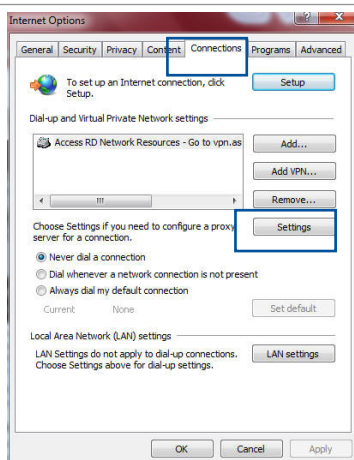 Internet Options
General Security Privacy Content Connections Programs Advanced
To set up an Internet connection, click
Setup.
Setup
Dial-up and Virtual Private Network settings
Access RD Network Resources - Go to vpn.as
Add...
Add VPN...
Remove...
Choose Settings if you need to configure a proxy
server for a connection.
Settings
Never dial a connection
Dial whenever a network connection is not present
Always dial my default connection
Current None
Set default
Local Area Network (LAN) settings
LAN Settings do not apply to dial-up connections.
Choose Settings above for dial-up settings.
LAN settings
OK Cancel Apply